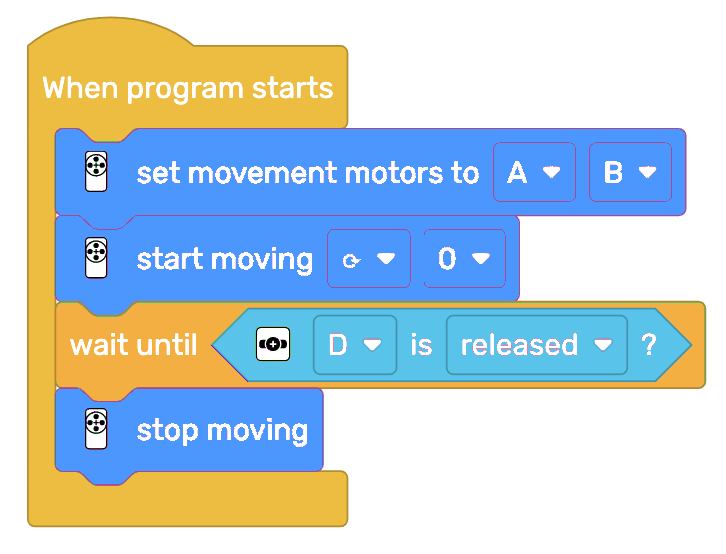 When program starts
set movement motors to A B
start moving 0
wait until D is released ?
stop moving